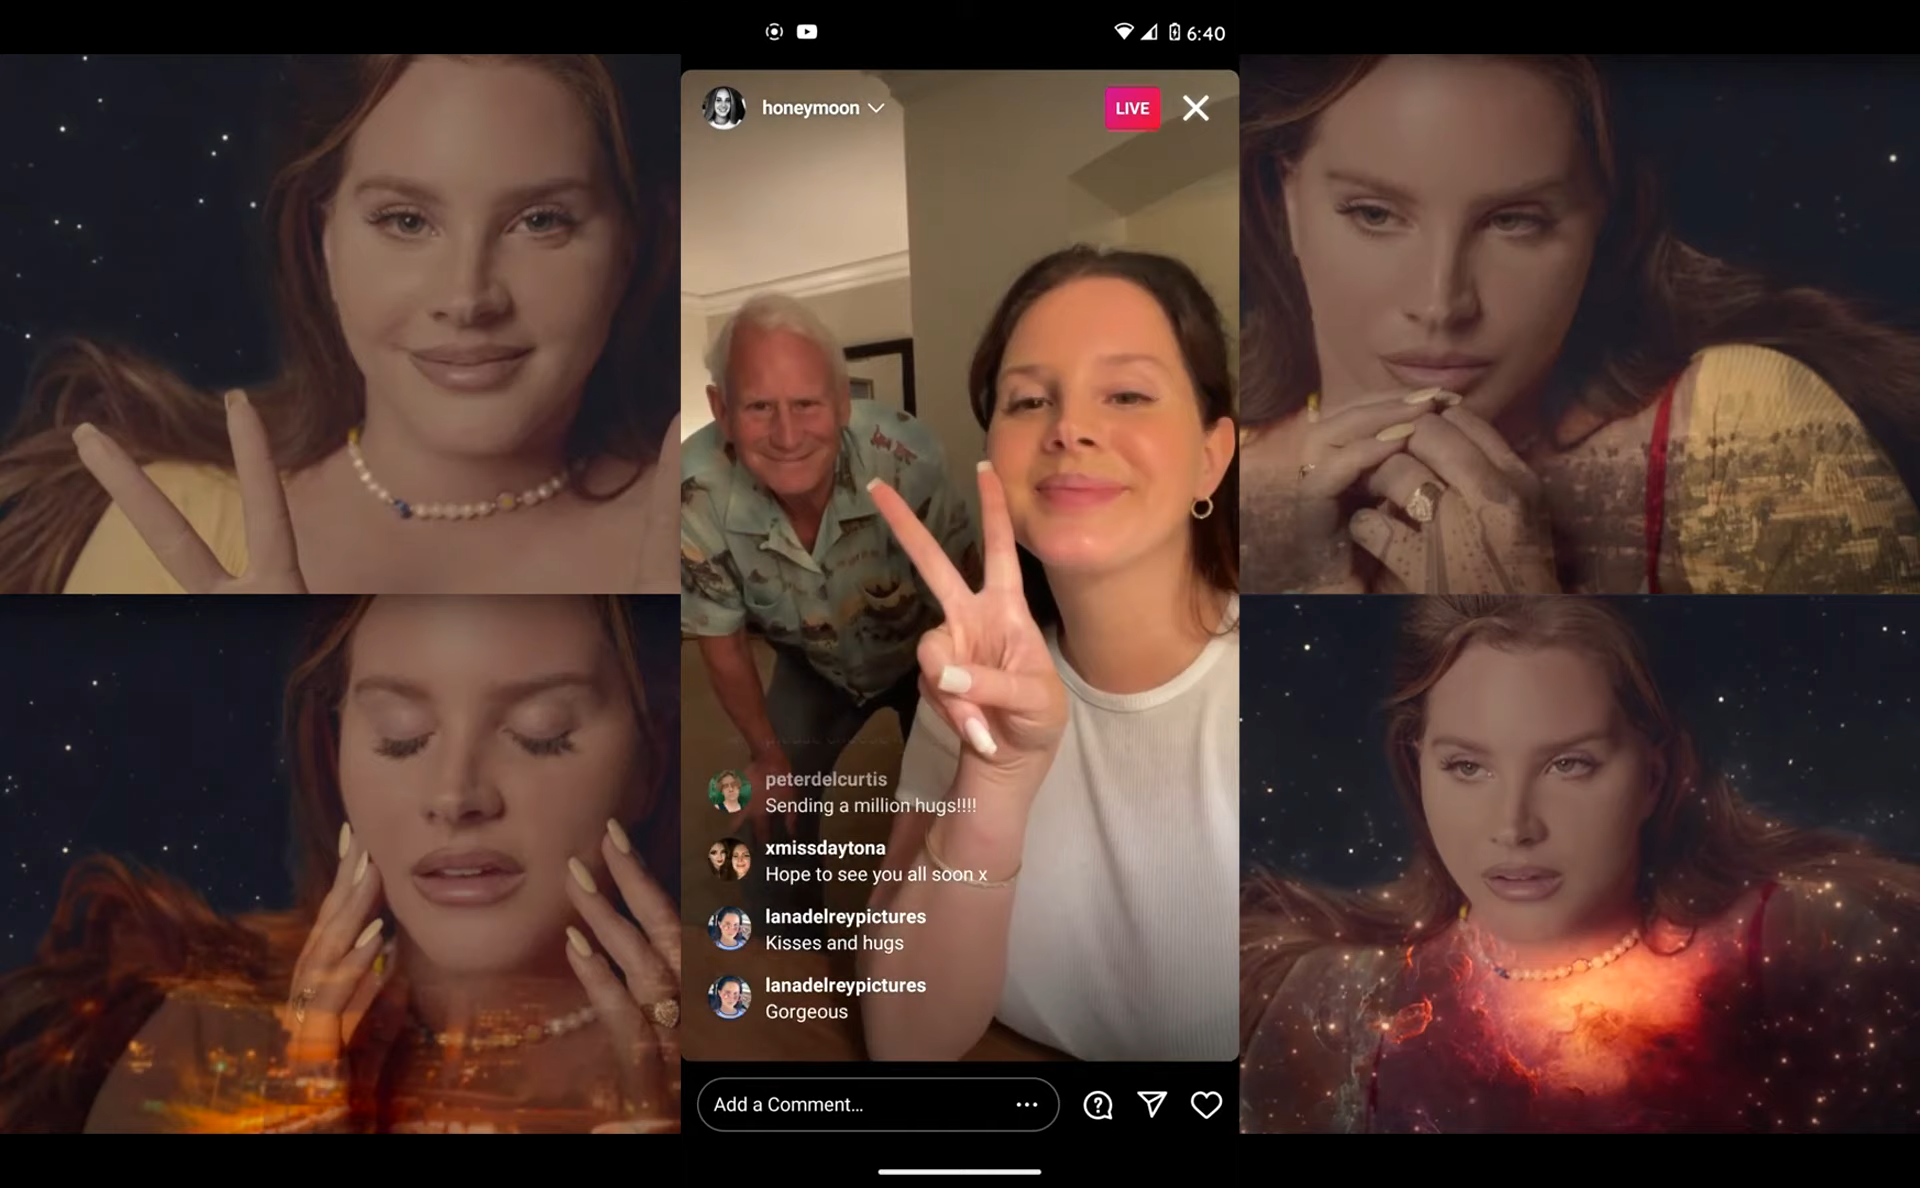 6:40
honeymoon
LIVE
peterdelcurtis
Sending a million hugs!!!!
xmissdaytona
Hope to see you all soon x
lanadelreypictures
Kisses and hugs
lanadelreypictures
Gorgeous
Add a Comment...